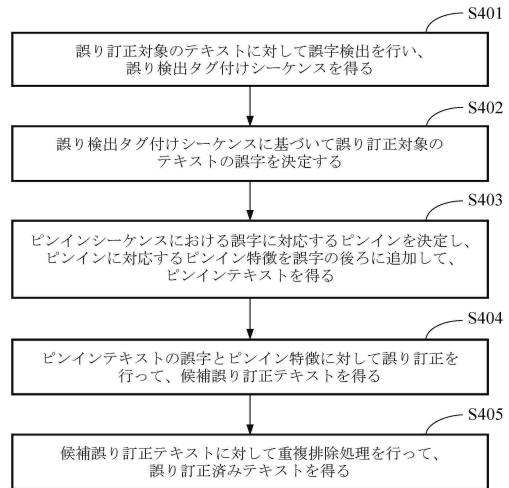 S401
誤り訂正対象のテキストに対して誤字検出を行い、
誤り検出タグ付けシーケンスを得る
S402
誤り検出タグ付けシーケンスに基づいて誤り訂正対象の
テキストの誤字を決定する
S403
ピンインシーケンスにおける誤字に対応するピンインを決定し、
ピンインに対応するピンイン特徴を誤字の後ろに追加して、
ピンインテキストを得る
S404
ピンインテキストの誤字とピンイン特徴に対して誤り訂正を
行って、候補誤り訂正テキストを得る
S405
候補誤り訂正テキストに対して重複排除処理を行って、
誤り訂正済みテキストを得る